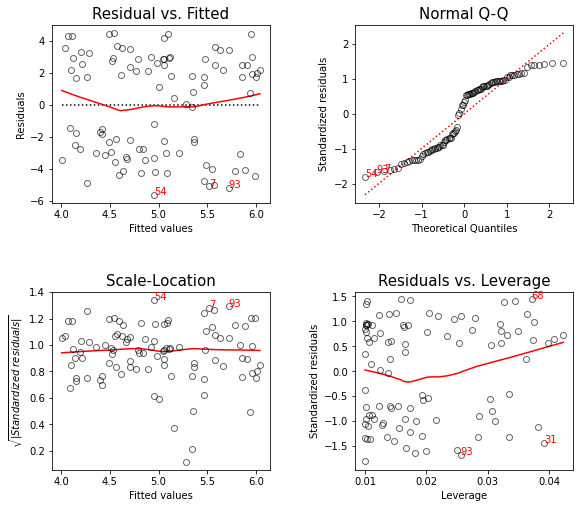 Residual vs. Fitted
Residuals
4
2
0
−2
−4
−6
54
7
93
4.0 4.5 5.0 5.5 6.0
Fitted values
Normal Q-Q
Standardized residuals
2
1
0
−1
−2
54
93
7
−2 −1 0 1 2
Theoretical Quantiles
Scale-Location
√|Standardized residuals|
1.4
1.2
1.0
0.8
0.6
0.4
0.2
54
7
93
4.0 4.5 5.0 5.5 6.0
Fitted values
Residuals vs. Leverage
Standardized residuals
1.5
1.0
0.5
0.0
−0.5
−1.0
−1.5
68
31
93
0.01 0.02 0.03 0.04
Leverage